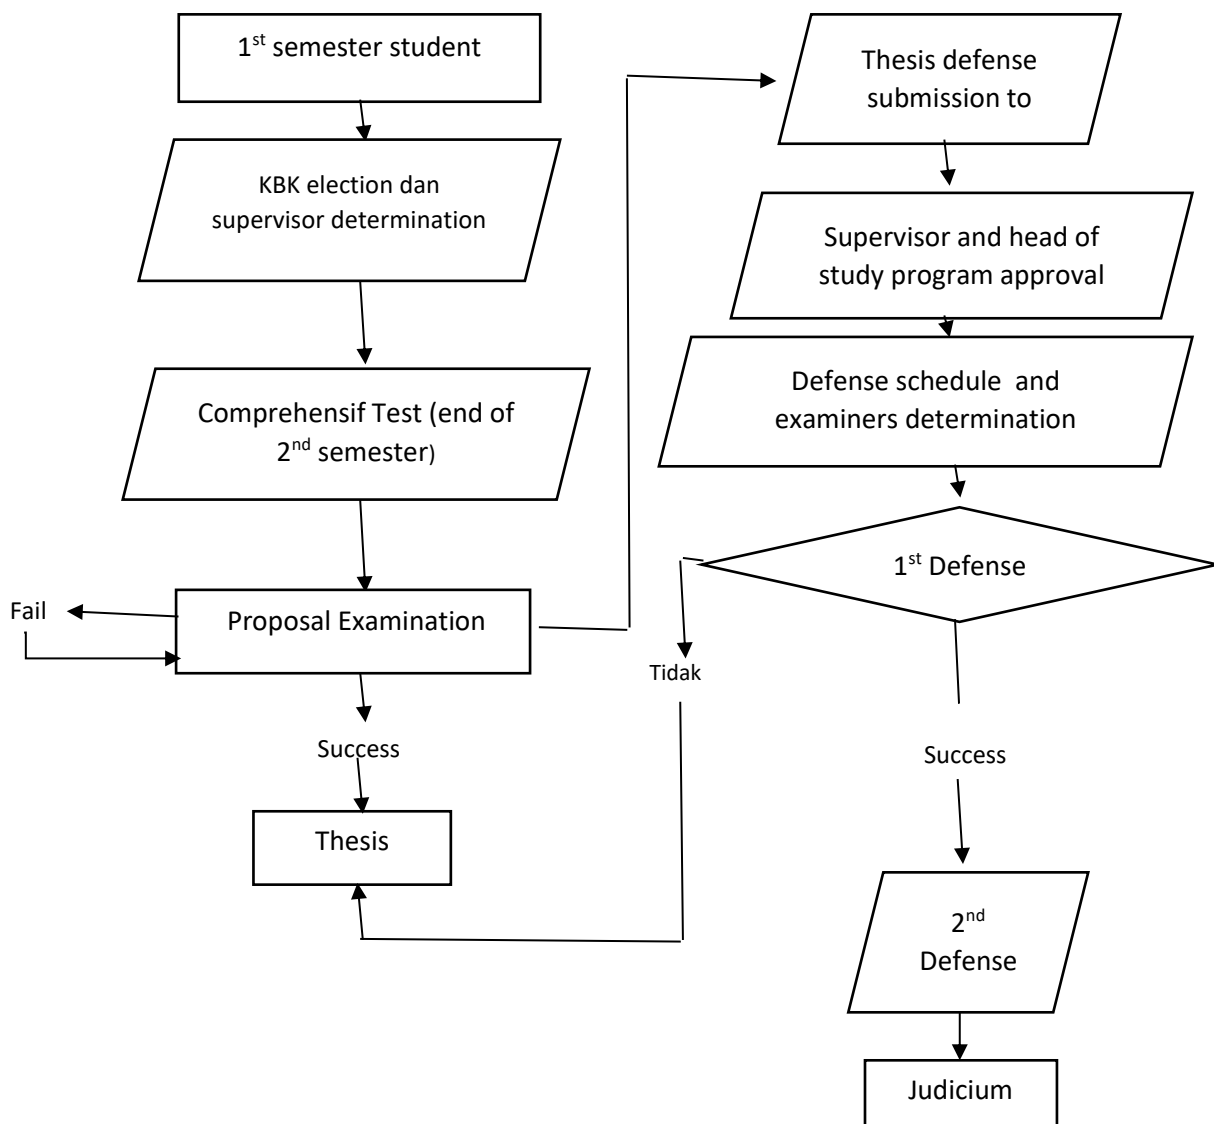 1st semester student
KBK election dan
supervisor determination
Comprehensif Test (end of
2nd semester)
Fail
Proposal Examination
Success
Thesis
Thesis defense
submission to
Supervisor and head of
study program approval
Defense schedule and
examiners determination
1st Defense
Tidak
Success
2nd
Defense
Judicium